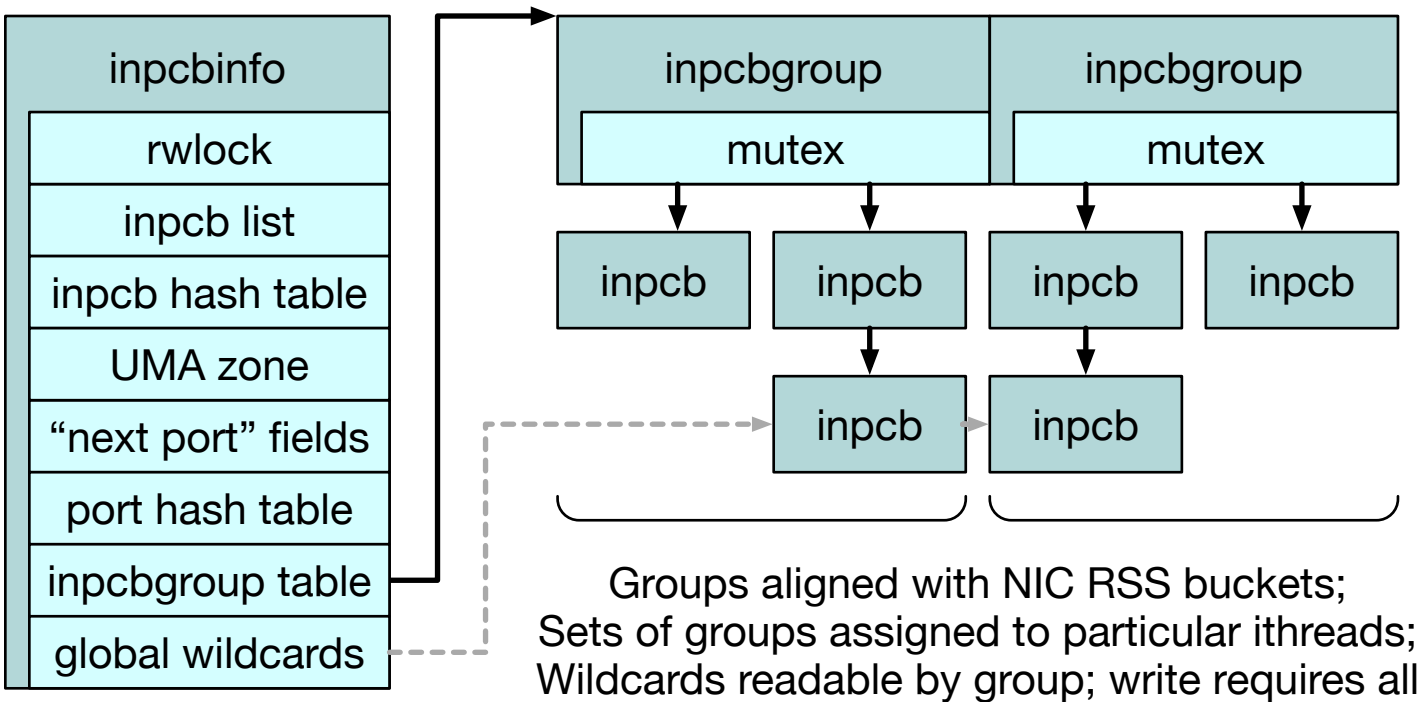 inpcbinfo
rwlock
inpcb list
inpcb hash table
UMA zone
“next port” fields
port hash table
inpcbgroup table
global wildcards
inpcbgroup
inpcbgroup
mutex
mutex
inpcb
inpcb
inpcb
inpcb
inpcb
inpcb
Groups aligned with NIC RSS buckets;
Sets of groups assigned to particular ithreads;
Wildcards readable by group; write requires all